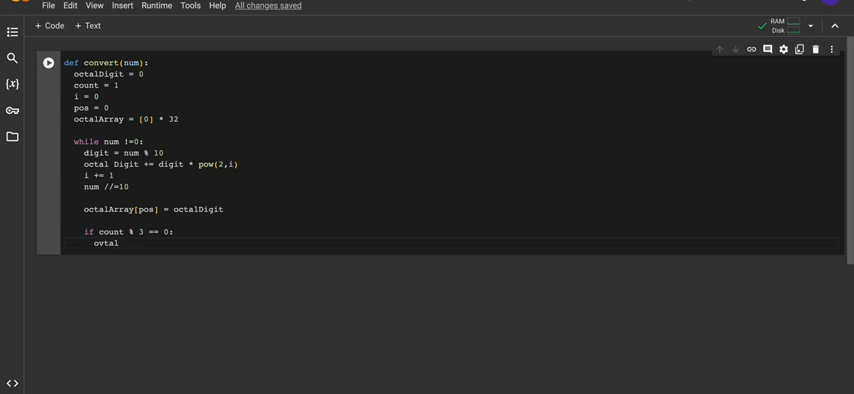 File Edit View Insert Runtime Tools Help All changes saved
+ Code + Text
RAM
Disk
{x}
def convert(num):
octalDigit = 0
count = 1
i = 0
pos = 0
octalArray = [0] * 32
while num !=0:
digit = num % 10
octal Digit += digit * pow(2,i)
i += 1
num //=10
octalArray[pos] = octalDigit
if count % 3 == 0:
ovtal